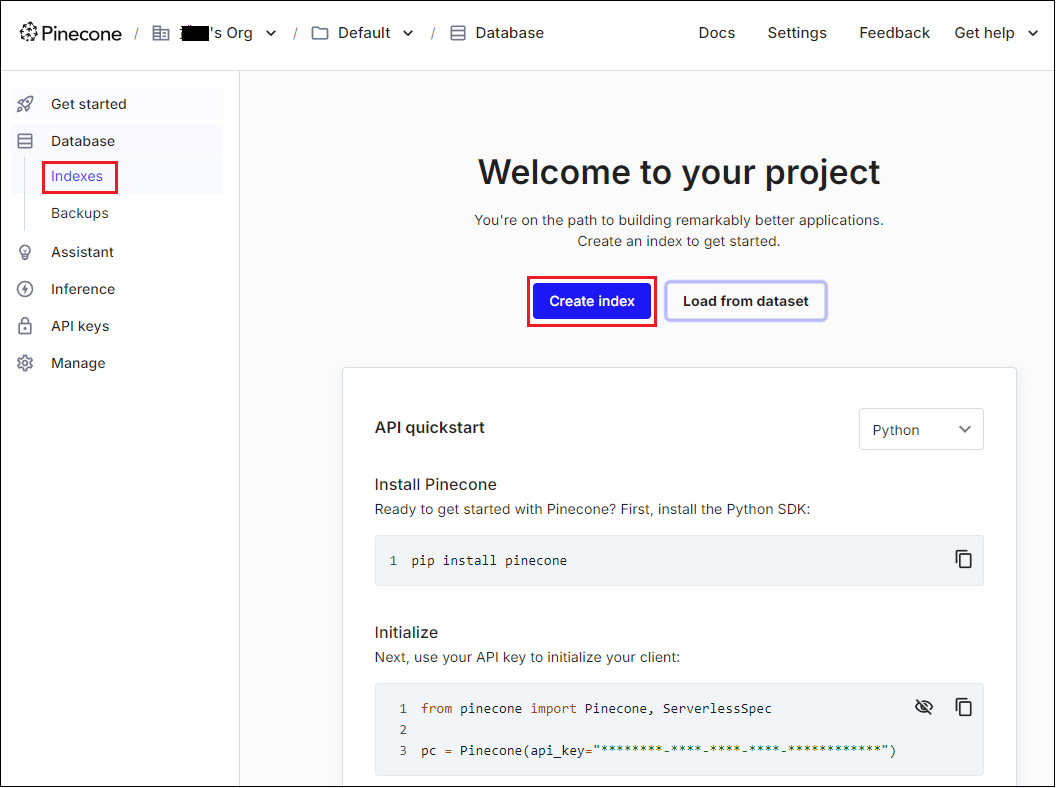 Pinecone / 's Org / Default / Database Docs Settings Feedback Get help
Get started
Database
Indexes
Backups
Assistant
Inference
API keys
Manage
Welcome to your project
You're on the path to building remarkably better applications.
Create an index to get started.
Create index Load from dataset
API quickstart Python
Install Pinecone
Ready to get started with Pinecone? First, install the Python SDK:
1 pip install pinecone
Initialize
Next, use your API key to initialize your client:
1 from pinecone import Pinecone, ServerlessSpec
2
3 pc = Pinecone(api_key="********-****-****-****-************")